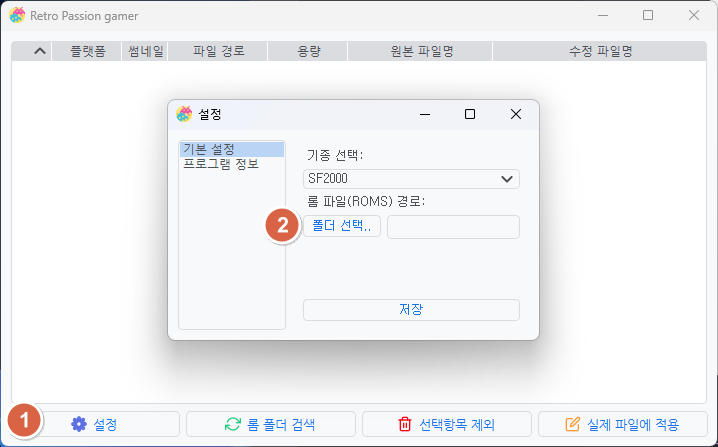 Retro Passion gamer
플랫폼 썸네일 파일 경로 용량 원본 파일명 수정 파일명
설정
기본 설정
프로그램 정보
기종 선택:
SF2000
롬 파일(ROMS) 경로:
2 폴더 선택..
저장
1 설정 롬 폴더 검색 선택항목 제외 실제 파일에 적용